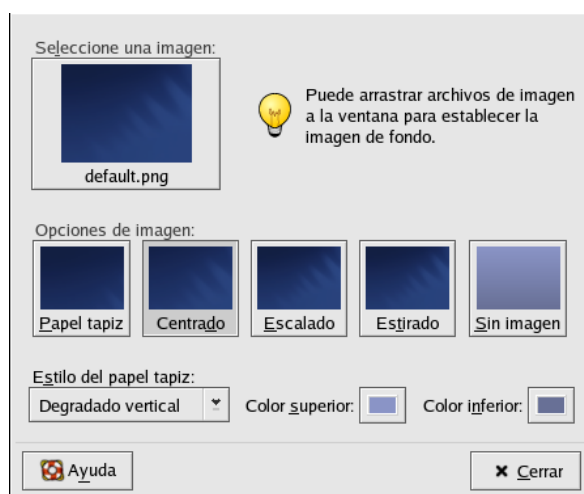 Seleccione una imagen:
default.png
Puede arrastrar archivos de imagen
a la ventana para establecer la
imagen de fondo.
Opciones de imagen:
Papel tapiz
Centrado
Escalado
Estirado
Sin imagen
Estilo del papel tapiz:
Degradado vertical
Color superior:
Color inferior:
Ayuda
Cerrar